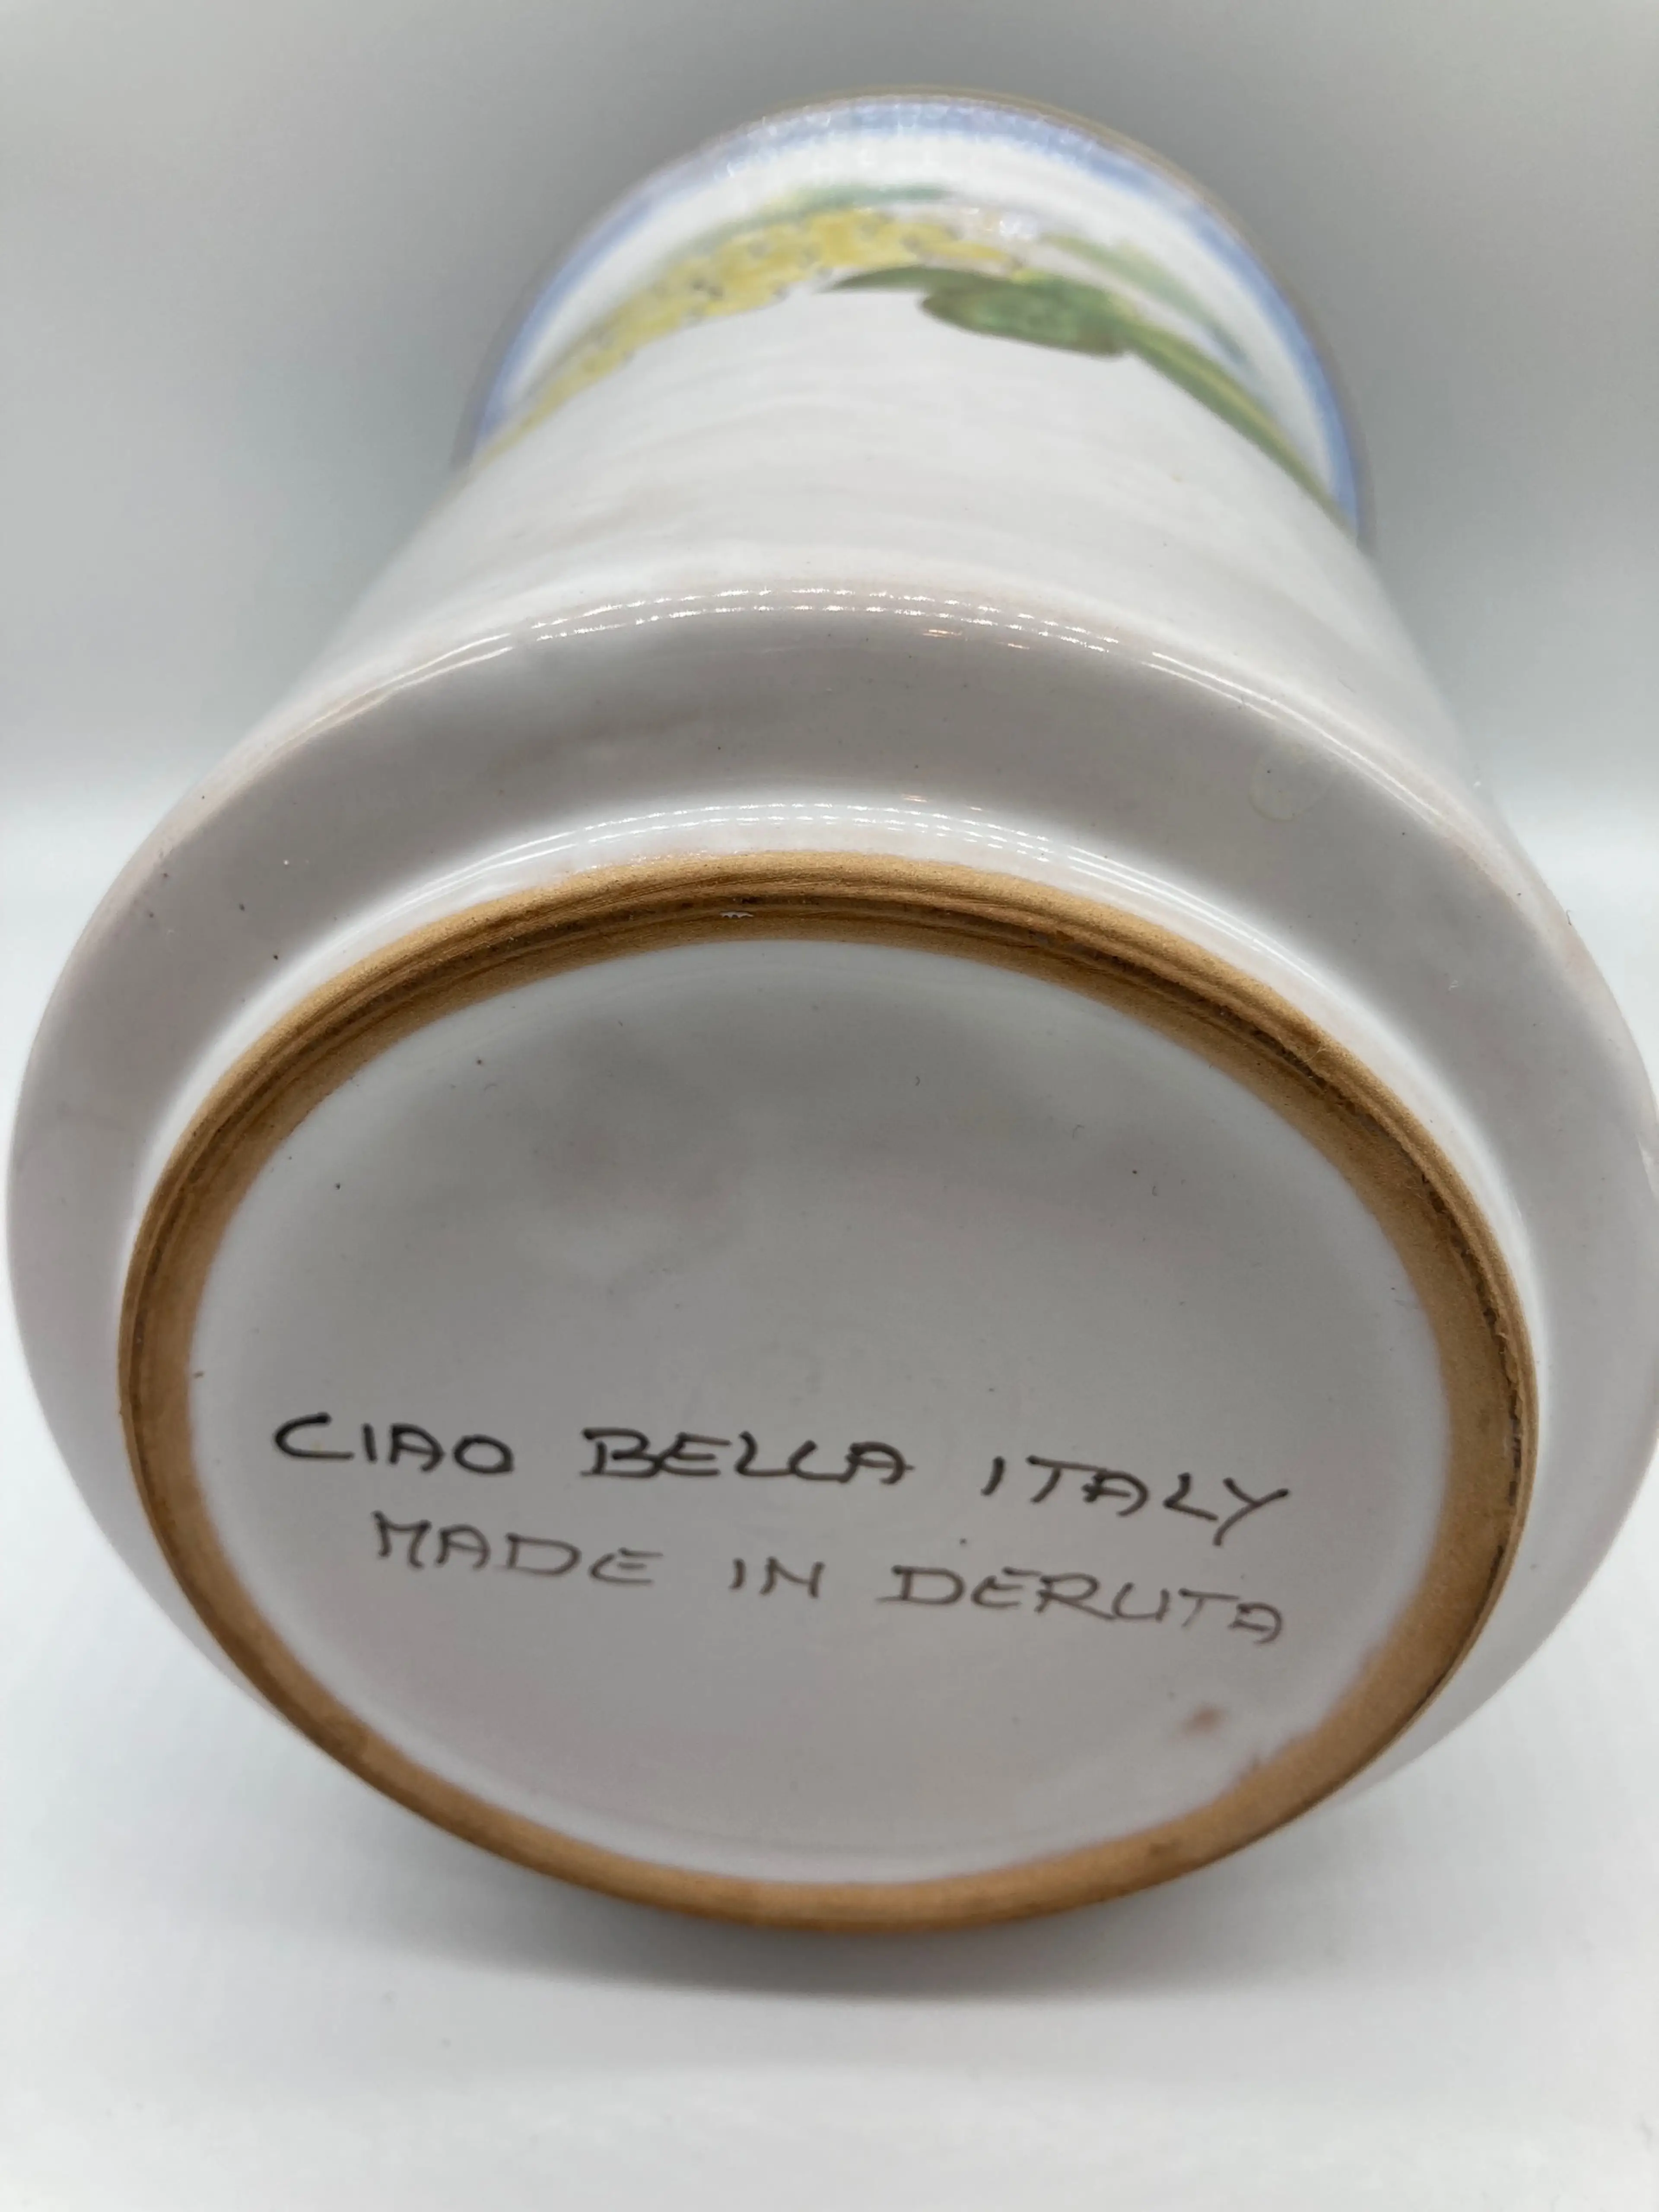 CIAO BELLA ITALY
MADE IN DERUTA